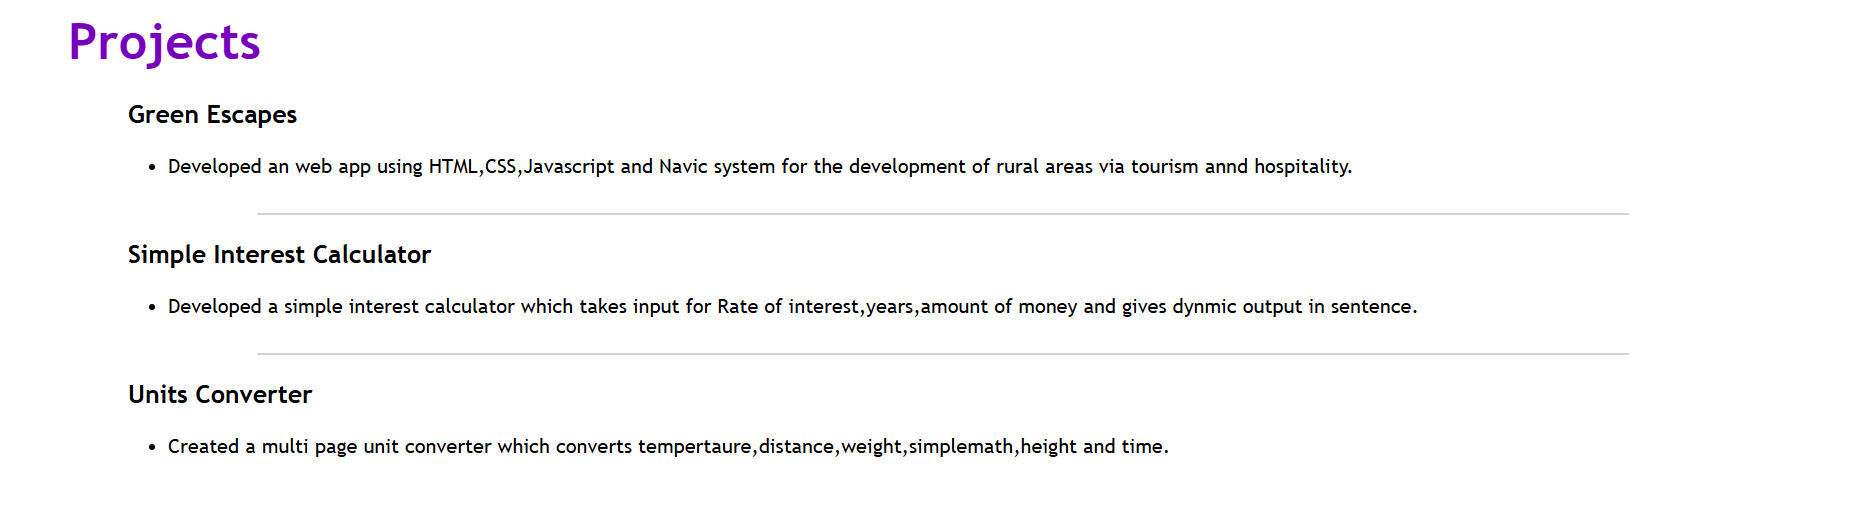 Projects
Green Escapes
• Developed an web app using HTML,CSS,Javascript and Navic system for the development of rural areas via tourism annd hospitality.
Simple Interest Calculator
• Developed a simple interest calculator which takes input for Rate of interest,years,amount of money and gives dynmic output in sentence.
Units Converter
• Created a multi page unit converter which converts tempertaure,distance,weight,simplemath,height and time.